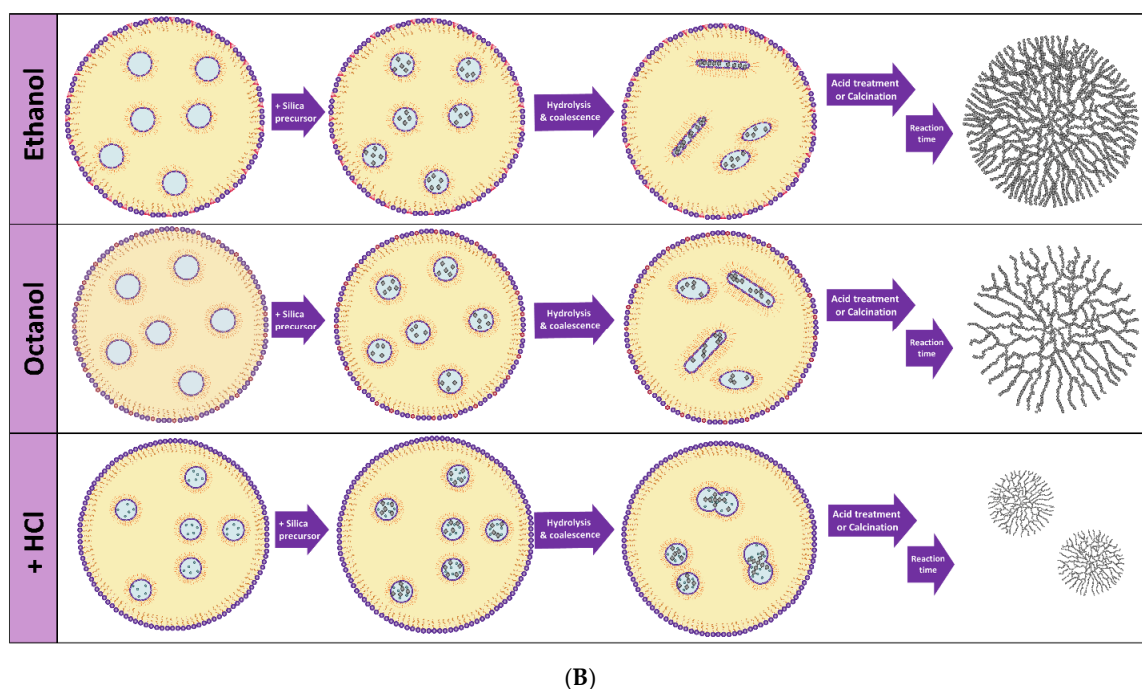 Ethanol
+ Silica
precursor
Hydrolysis
& coalescence
Acid treatment
or Calcination
Reaction
time
Octanol
+ Silica
precursor
Hydrolysis
& coalescence
Acid treatment
or Calcination
Reaction
time
+ HCl
+ Silica
precursor
Hydrolysis
& coalescence
Acid treatment
or Calcination
Reaction
time
(B)